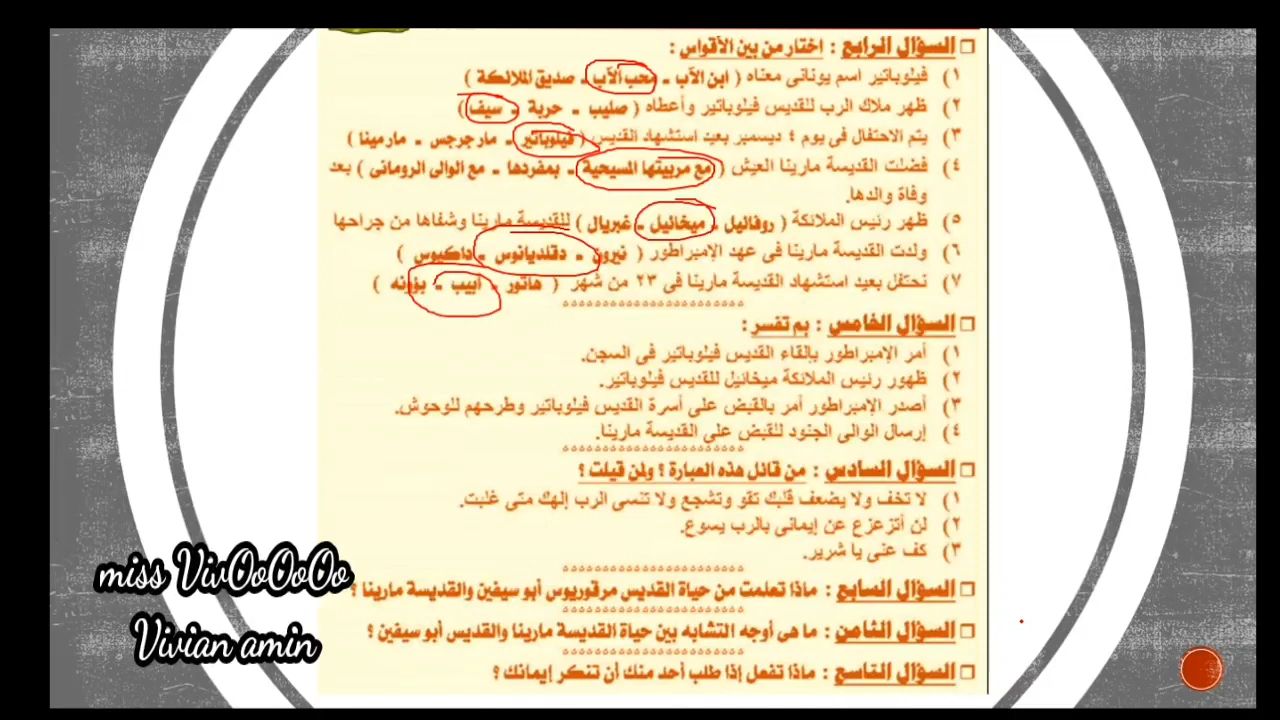 السؤال الرابع : اختار من بين الأقواس :
١) فيلوباتير اسم يونانى معناه ( ابن الآب - محب الآب - صديق الملائكة )
٢) ظهر ملاك الرب للقديس فيلوباتير وأعطاه ( صليب - حربة - سيف )
٣) يتم الاحتفال فى يوم ٤ ديسمبر بعيد استشهاد القديس ( فيلوباتير - مارجرجس - مارمينا )
٤) فضلت القديسة مارينا العيش ( مع مربيتها المسيحية - بمفردها - مع الوالى الرومانى ) بعد
وفاة والدها.
٥) ظهر رئيس الملائكة ( روفائيل - ميخائيل - غبريال ) للقديسة مارينا وشفاها من جراحها
٦) ولدت القديسة مارينا فى عهد الإمبراطور ( نيرون - دقلديانوس - داكيوس )
٧) نحتفل بعيد استشهاد القديسة مارينا فى ٢٣ من شهر ( هاتور - أبيب - بؤونه )
السؤال الخامس : بم تفسر :
١) أمر الإمبراطور بإلقاء القديس فيلوباتير فى السجن.
٢) ظهور رئيس الملائكة ميخائيل للقديس فيلوباتير.
٣) أصدر الإمبراطور أمر بالقبض على أسرة القديس فيلوباتير وطرحهم للوحوش.
٤) إرسال الوالى الجنود للقبض على القديسة مارينا.
السؤال السادس : من قائل هذه العبارة ؟ ولمن قيلت ؟
١) لا تخف ولا يضعف قلبك تقو وتشجع ولا تنسى الرب إلهك متى غلبت.
٢) لن أتزعزع عن إيمانى بالرب يسوع.
٣) كف عنى يا شرير.
السؤال السابع : ماذا تعلمت من حياة القديس مرقوريوس أبو سيفين والقديسة مارينا ؟
السؤال الثامن : ما هى أوجه التشابه بين حياة القديسة مارينا والقديس أبو سيفين ؟
السؤال التاسع : ماذا تفعل إذا طلب أحد منك أن تنكر إيمانك ؟
miss VivOoOoOo
Vivian amin